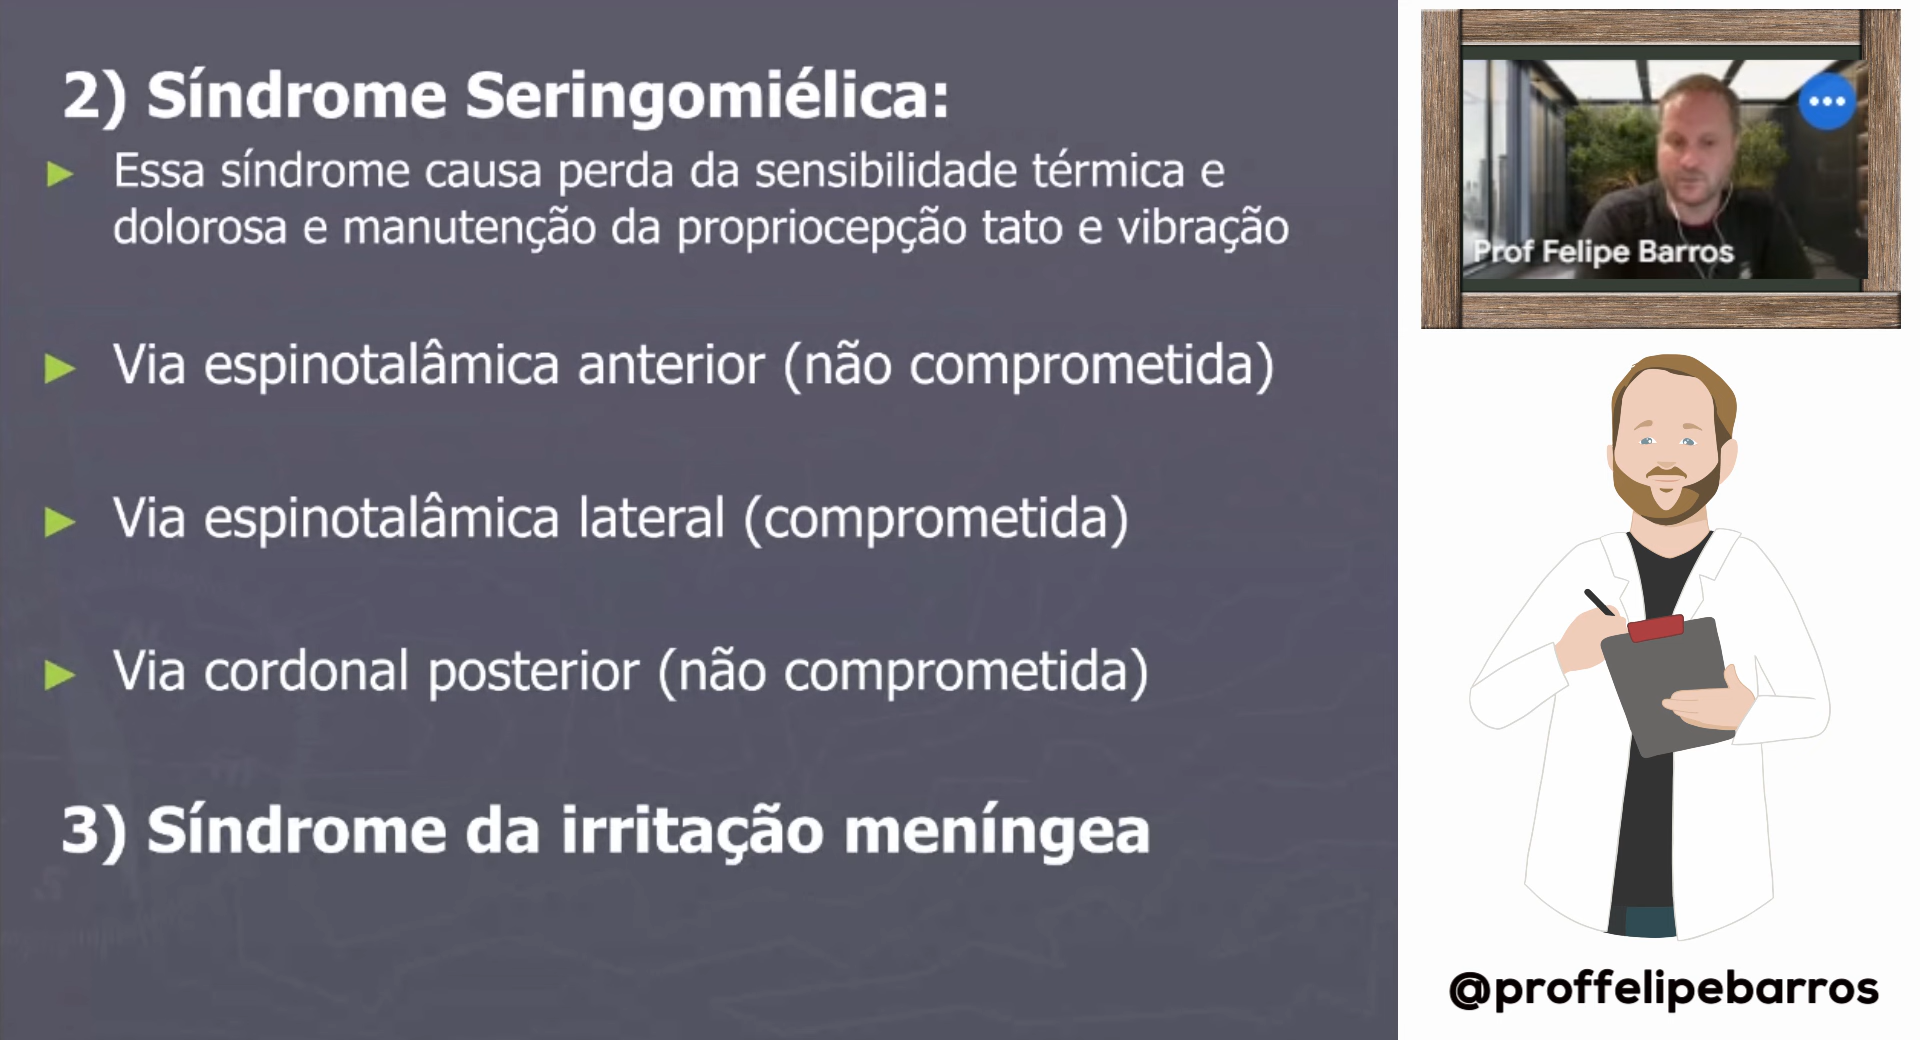 2) Síndrome Seringomiélica:
Essa síndrome causa perda da sensibilidade térmica e
dolorosa e manutenção da propriocepção tato e vibração
Via espinotalâmica anterior (não comprometida)
Via espinotalâmica lateral (comprometida)
Via cordonal posterior (não comprometida)
3) Síndrome da irritação meníngea
Prof Felipe Barros
@proffelipebarros